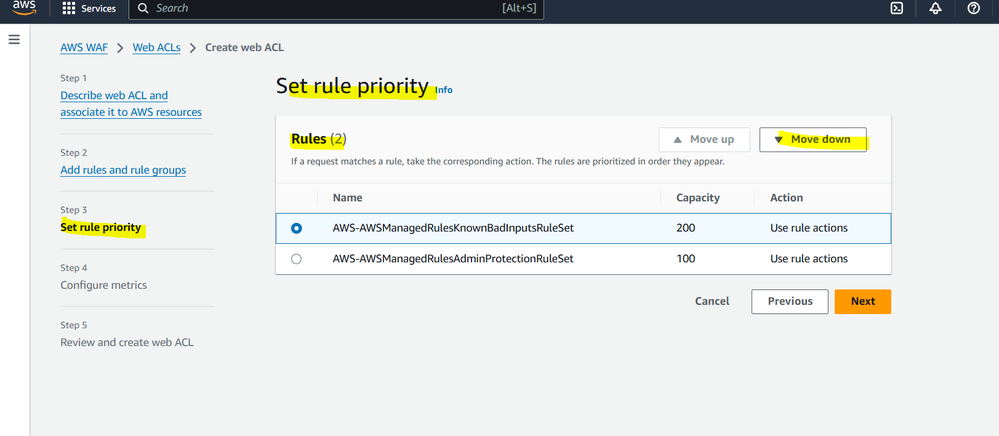 aws
Services
Search
[Alt+S]
AWS WAF > Web ACLs > Create web ACL
Step 1
Describe web ACL and
associate it to AWS resources
Step 2
Add rules and rule groups
Step 3
Set rule priority
Step 4
Configure metrics
Step 5
Review and create web ACL
Set rule priority Info
Rules (2)
Move up
Move down
If a request matches a rule, take the corresponding action. The rules are prioritized in order they appear.
Name Capacity Action
AWS-AWSManagedRulesKnownBadInputsRuleSet 200 Use rule actions
AWS-AWSManagedRulesAdminProtectionRuleSet 100 Use rule actions
Cancel
Previous
Next